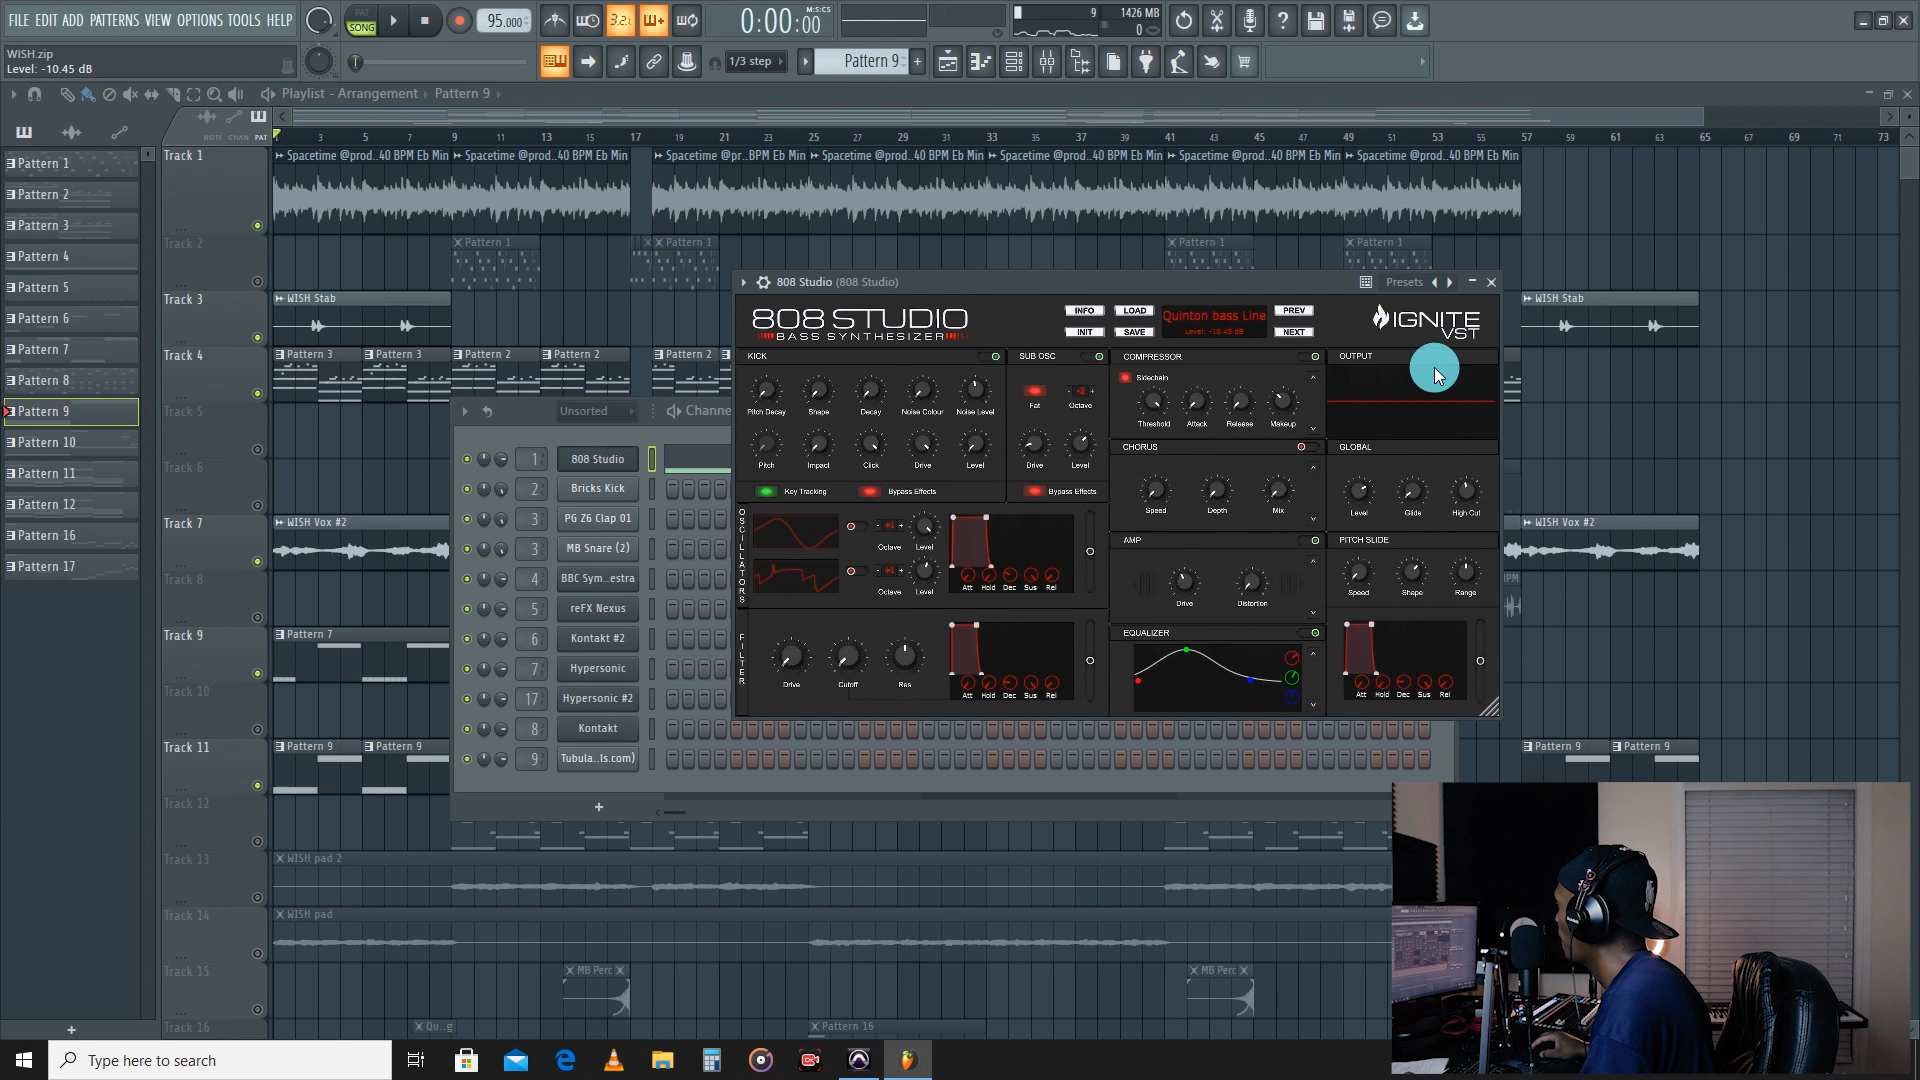 FILE EDIT ADD PATTERNS VIEW OPTIONS TOOLS HELP
PAT
SONG
95.000
3.2.
0:00:00
M:S:CS
9
1426 MB
0
WISH.zip
Level: -10.45 dB
1/3 step
Pattern 9
+
Playlist - Arrangement
Pattern 9
NOTE CHAN PAT
3 5 7 9 11 13 15 17 19 21 23 25 27 29 31 33 35 37 39 41 43 45 47 49 51 53 55 57 59 61 63 65 67 69 71 73
Pattern 1
Pattern 2
Pattern 3
Pattern 4
Pattern 5
Pattern 6
Pattern 7
Pattern 8
Pattern 9
Pattern 10
Pattern 11
Pattern 12
Pattern 16
Pattern 17
Track 1
Spacetime @prod..40 BPM Eb Min
Spacetime @prod..40 BPM Eb Min
Spacetime @pr..BPM Eb Min
Spacetime @prod..40 BPM Eb Min
Spacetime @prod..40 BPM Eb Min
Spacetime @prod..40 BPM Eb Min
Spacetime @prod..40 BPM Eb Min
Track 2
Pattern 1
Pattern 1
Pattern 1
Pattern 1
Track 3
WISH Stab
WISH Stab
Track 4
Pattern 3
Pattern 3
Pattern 2
Pattern 2
Pattern 2
Track 5
Track 6
Track 7
WISH Vox #2
WISH Vox #2
Track 8
Track 9
Pattern 7
Track 10
Track 11
Pattern 9
Pattern 9
Pattern 9
Pattern 9
Track 12
Track 13
WISH pad 2
Track 14
WISH pad
Track 15
MB Perc
MB Perc
Track 16
Qu..g
Pattern 16
Unsorted
Channe
1 808 Studio
2 Bricks Kick
3 PG Z6 Clap 01
3 MB Snare (2)
4 BBC Sym..estra
5 reFX Nexus
6 Kontakt #2
7 Hypersonic
17 Hypersonic #2
8 Kontakt
9 Tubula..ls.com)
+
808 Studio (808 Studio)
Presets
808 STUDIO
BASS SYNTHESIZER
INFO
LOAD
Quinton bass Line
PREV
INIT
SAVE
Level: -10.45 dB
NEXT
IGNITE
VST
KICK
Pitch Decay
Shape
Decay
Noise Colour
Noise Level
Pitch
Impact
Click
Drive
Level
Key Tracking
Bypass Effects
SUB OSC
Fat
-2
Octave
Drive
Level
Bypass Effects
COMPRESSOR
Sidechain
Threshold
Attack
Release
Makeup
OUTPUT
CHORUS
Speed
Depth
Mix
GLOBAL
Level
Glide
High Cut
OSCILLATORS
- +1 +
Octave
Level
- +1 +
Octave
Level
Att Hold Dec Sus Rel
AMP
Drive
Distortion
PITCH SLIDE
Speed
Shape
Range
FILTER
Drive
Cutoff
Res
Att Hold Dec Sus Rel
EQUALIZER
Att Hold Dec Sus Rel
Type here to search